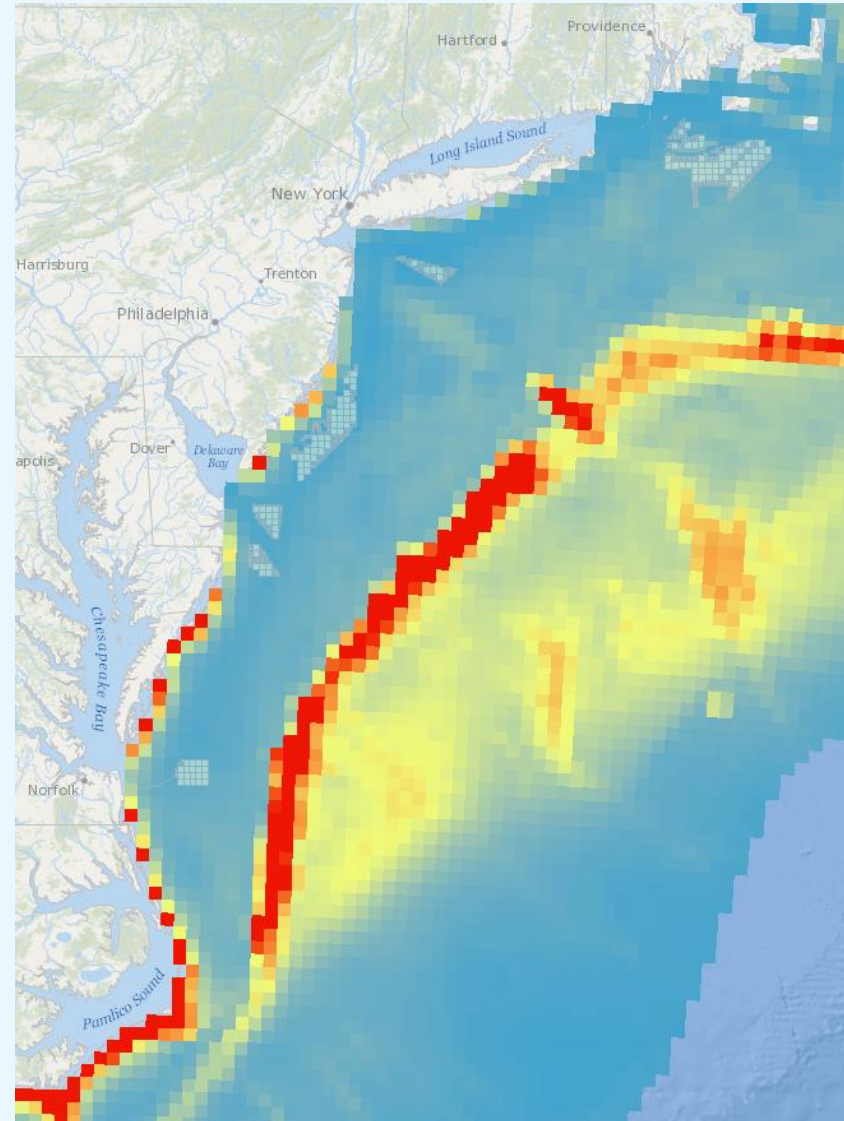 Providence
Hartford
Long Island Sound
New York
Harrisburg
Trenton
Philadelphia
Dover
Delaware
Bay
apolis
Chesapeake Bay
Norfolk
Pamlico Sound